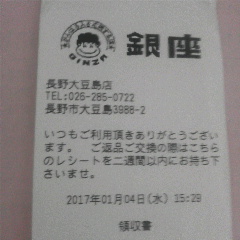 GINZA
銀座
長野大豆島店
TEL:026-285-0722
長野市大豆島3988-2
いつもご利用頂きありがとうござい
ます。 ご返品ご交換の際はこちら
のレシートを二週間以内にお持ち下
さいませ。
2017年01月04日(水) 15:29
領収書